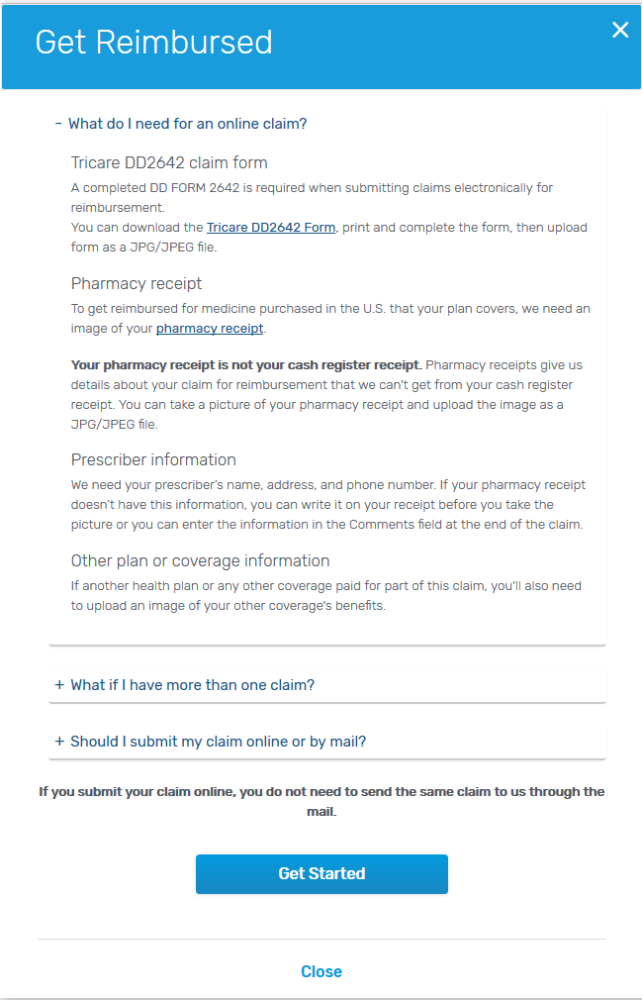 Get Reimbursed
- What do I need for an online claim?
Tricare DD2642 claim form
A completed DD FORM 2642 is required when submitting claims electronically for
reimbursement.
You can download the Tricare DD2642 Form, print and complete the form, then upload
form as a JPG/JPEG file.
Pharmacy receipt
To get reimbursed for medicine purchased in the U.S. that your plan covers, we need an
image of your pharmacy receipt.
Your pharmacy receipt is not your cash register receipt. Pharmacy receipts give us
details about your claim for reimbursement that we can't get from your cash register
receipt. You can take a picture of your pharmacy receipt and upload the image as a
JPG/JPEG file.
Prescriber information
We need your prescriber's name, address, and phone number. If your pharmacy receipt
doesn't have this information, you can write it on your receipt before you take the
picture or you can enter the information in the Comments field at the end of the claim.
Other plan or coverage information
If another health plan or any other coverage paid for part of this claim, you'll also need
to upload an image of your other coverage's benefits.
+ What if I have more than one claim?
+ Should I submit my claim online or by mail?
If you submit your claim online, you do not need to send the same claim to us through the
mail.
Get Started
Close